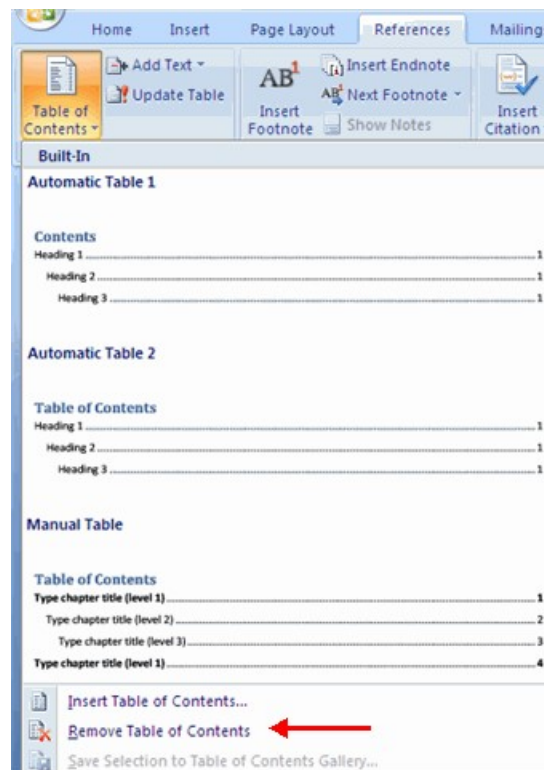 Home Insert Page Layout References Mailing
Add Text
Update Table
Table of Contents
AB1
Insert Footnote
Insert Endnote
AB1 Next Footnote
Show Notes
Insert Citation
Built-In
Automatic Table 1
Contents
Heading 1 1
Heading 2 1
Heading 3 1
Automatic Table 2
Table of Contents
Heading 1 1
Heading 2 1
Heading 3 1
Manual Table
Table of Contents
Type chapter title (level 1) 1
Type chapter title (level 2) 2
Type chapter title (level 3) 3
Type chapter title (level 1) 4
Insert Table of Contents...
Remove Table of Contents
Save Selection to Table of Contents Gallery...